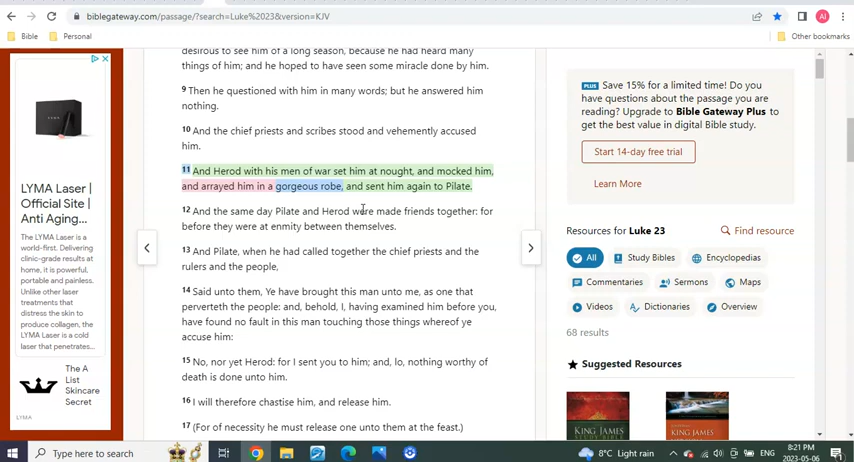 biblegateway.com/passage/?search=Luke%2023&version=KJV
AI
Bible
Personal
Other bookmarks
LYMA Laser |
Official Site |
Anti Aging...
The LYMA Laser is a
world-first. Delivering
clinic-grade results at
home, it is powerful,
portable and painless.
Unlike laser
treatments that
distress the skin to
produce collagen, the
LYMA Laser is a cold
laser that penetrates...
The A
List
Skincare
Secret
LYMA
desirous to see him of a long season, because he had heard many
things of him; and he hoped to have seen some miracle done by him.
9 Then he questioned with him in many words; but he answered him
nothing.
10 And the chief priests and scribes stood and vehemently accused
him.
11 And Herod with his men of war set him at nought, and mocked him,
and arrayed him in a gorgeous robe, and sent him again to Pilate.
12 And the same day Pilate and Herod were made friends together: for
before they were at enmity between themselves.
13 And Pilate, when he had called together the chief priests and the
rulers and the people,
14 Said unto them, Ye have brought this man unto me, as one that
perverteth the people: and, behold, I, having examined him before you,
have found no fault in this man touching those things whereof ye
accuse him:
15 No, nor yet Herod: for I sent you to him; and, lo, nothing worthy of
death is done unto him.
16 I will therefore chastise him, and release him.
17 (For of necessity he must release one unto them at the feast.)
PLUS Save 15% for a limited time! Do you
have questions about the passage you are
reading? Upgrade to Bible Gateway Plus to
get the best value in digital Bible study.
Start 14-day free trial
Learn More
Resources for Luke 23
Find resource
All
Study Bibles
Encyclopedias
Commentaries
Sermons
Maps
Videos
Dictionaries
Overview
68 results
Suggested Resources
KING JAMES
KING JAMES
Type here to search
8°C Light rain
ENG
8:21 PM
2023-05-06